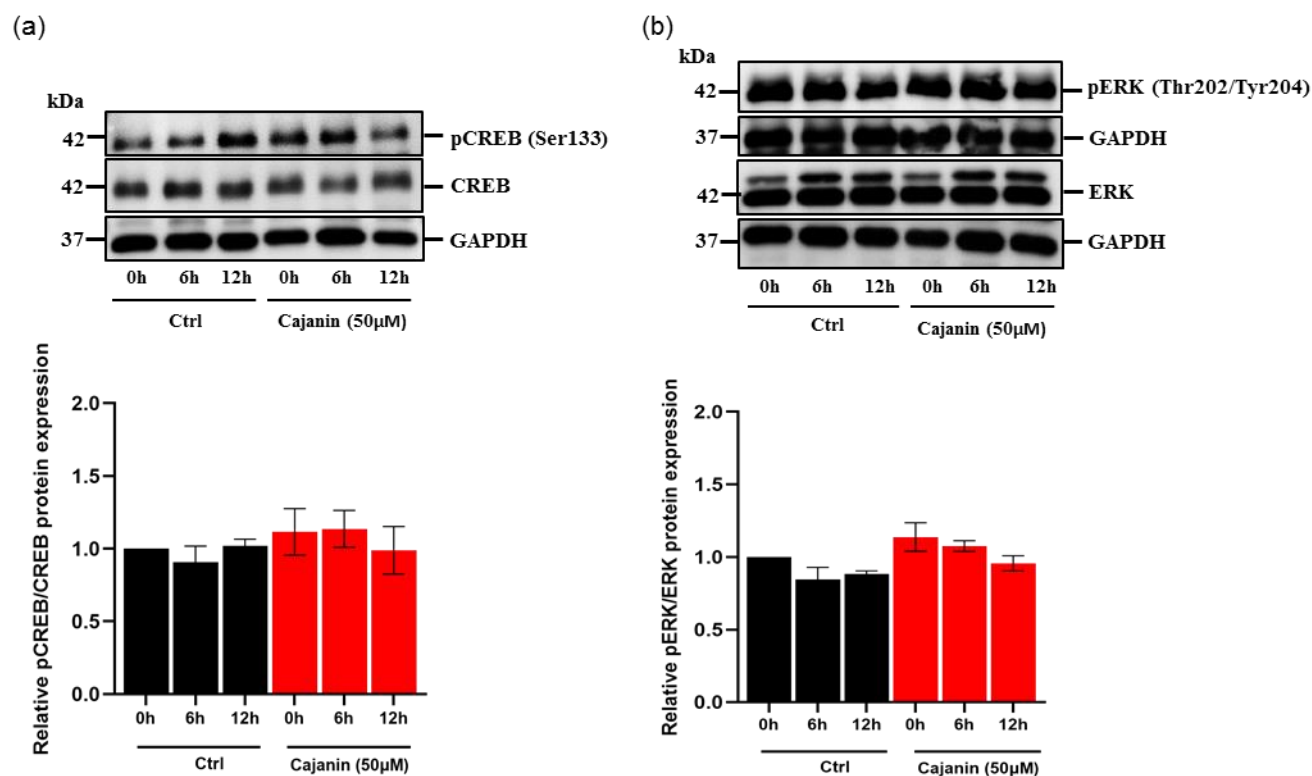 (a)
kDa
42
pCREB (Ser133)
42
CREB
37
GAPDH
0h 6h 12h 0h 6h 12h
Ctrl Cajanin (50µM)
Relative pCREB/CREB protein expression
2.0
1.5
1.0
0.5
0.0
0h 6h 12h 0h 6h 12h
Ctrl Cajanin (50µM)
(b)
kDa
42
pERK (Thr202/Tyr204)
37
GAPDH
42
ERK
37
GAPDH
0h 6h 12h 0h 6h 12h
Ctrl Cajanin (50µM)
Relative pERK/ERK protein expression
2.0
1.5
1.0
0.5
0.0
0h 6h 12h 0h 6h 12h
Ctrl Cajanin (50µM)